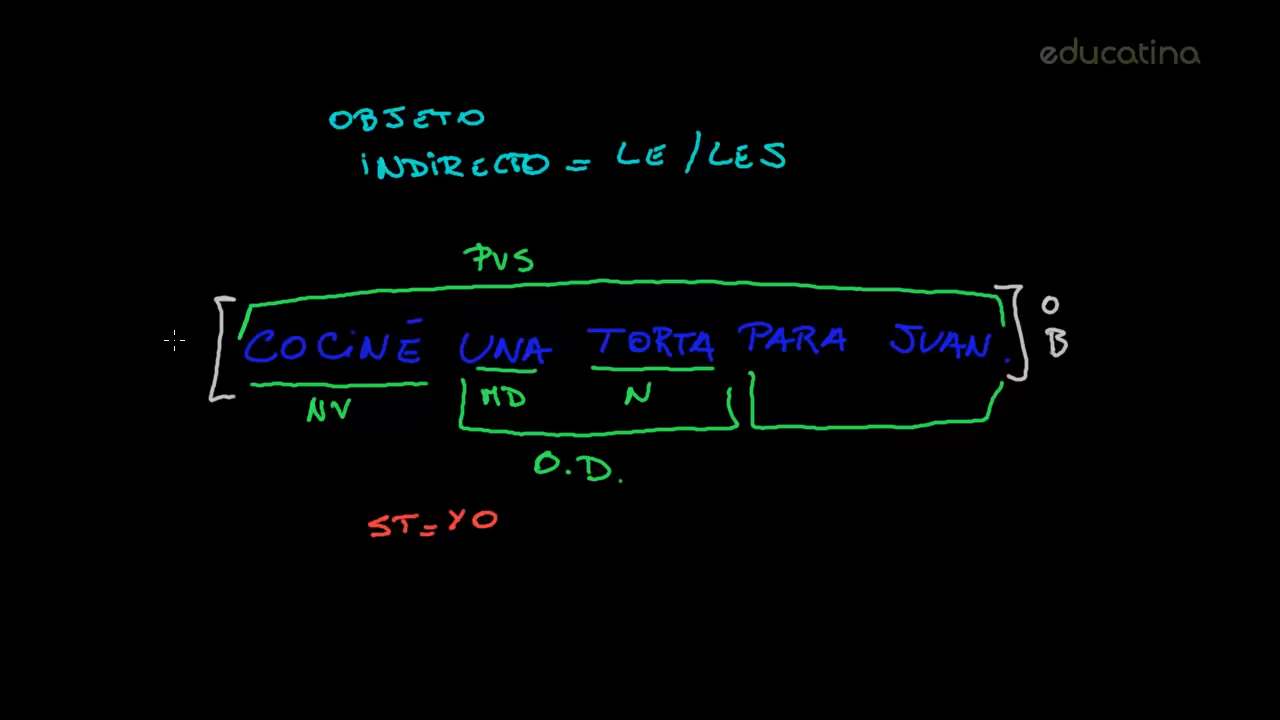 educatina
OBJETO
INDIRECTO = LE/LES
PVS
[COCINÉ UNA TORTA PARA JUAN.] O
B
NV MD N
O.D.
ST=YO